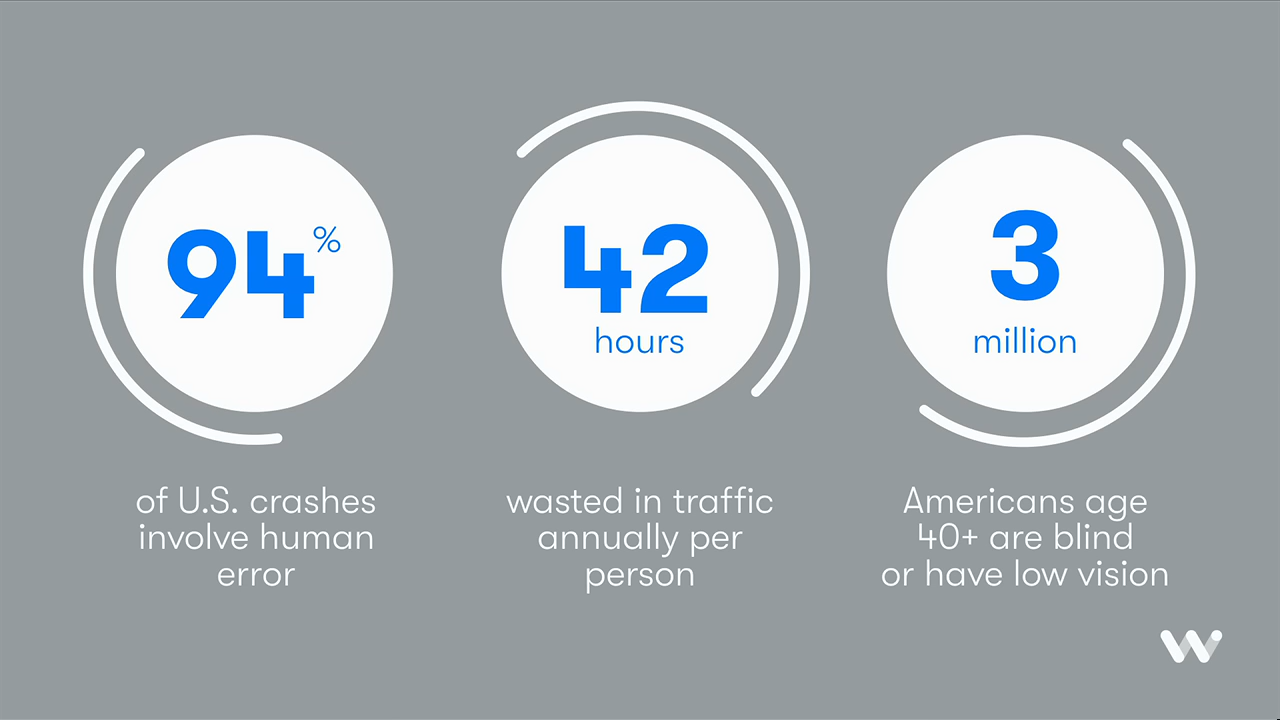 94%
of U.S. crashes
involve human
error
42
hours
wasted in traffic
annually per
person
3
million
Americans age
40+ are blind
or have low vision